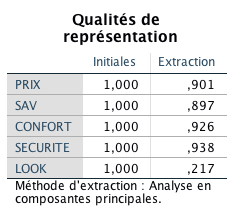 Qualités de
représentation
Initiales Extraction
PRIX 1,000 ,901
SAV 1,000 ,897
CONFORT 1,000 ,926
SECURITE 1,000 ,938
LOOK 1,000 ,217
Méthode d'extraction : Analyse en
composantes principales.